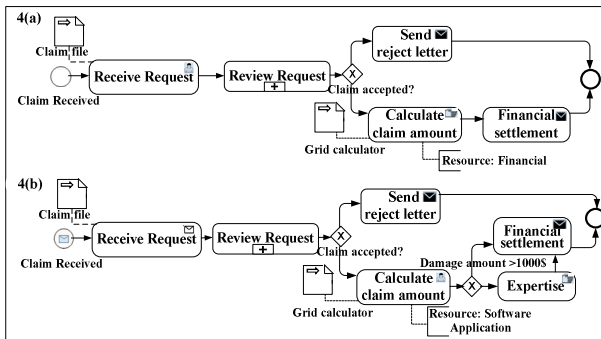 4(a)
Claim file
Claim Received
Receive Request
Review Request
Claim accepted?
Send
reject letter
Calculate
claim amount
Financial
settlement
Grid calculator
Resource: Financial
4(b)
Claim file
Claim Received
Receive Request
Review Request
Claim accepted?
Send
reject letter
Financial
settlement
Damage amount >1000$
Calculate
claim amount
Expertise
Grid calculator
Resource: Software
Application